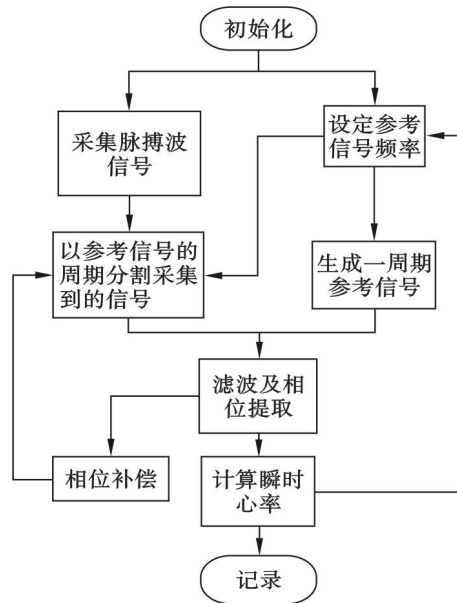 初始化
采集脉搏波
信号
设定参考
信号频率
以参考信号的
周期分割采集
到的信号
生成一周期
参考信号
滤波及相
位提取
相位补偿
计算瞬时
心率
记录